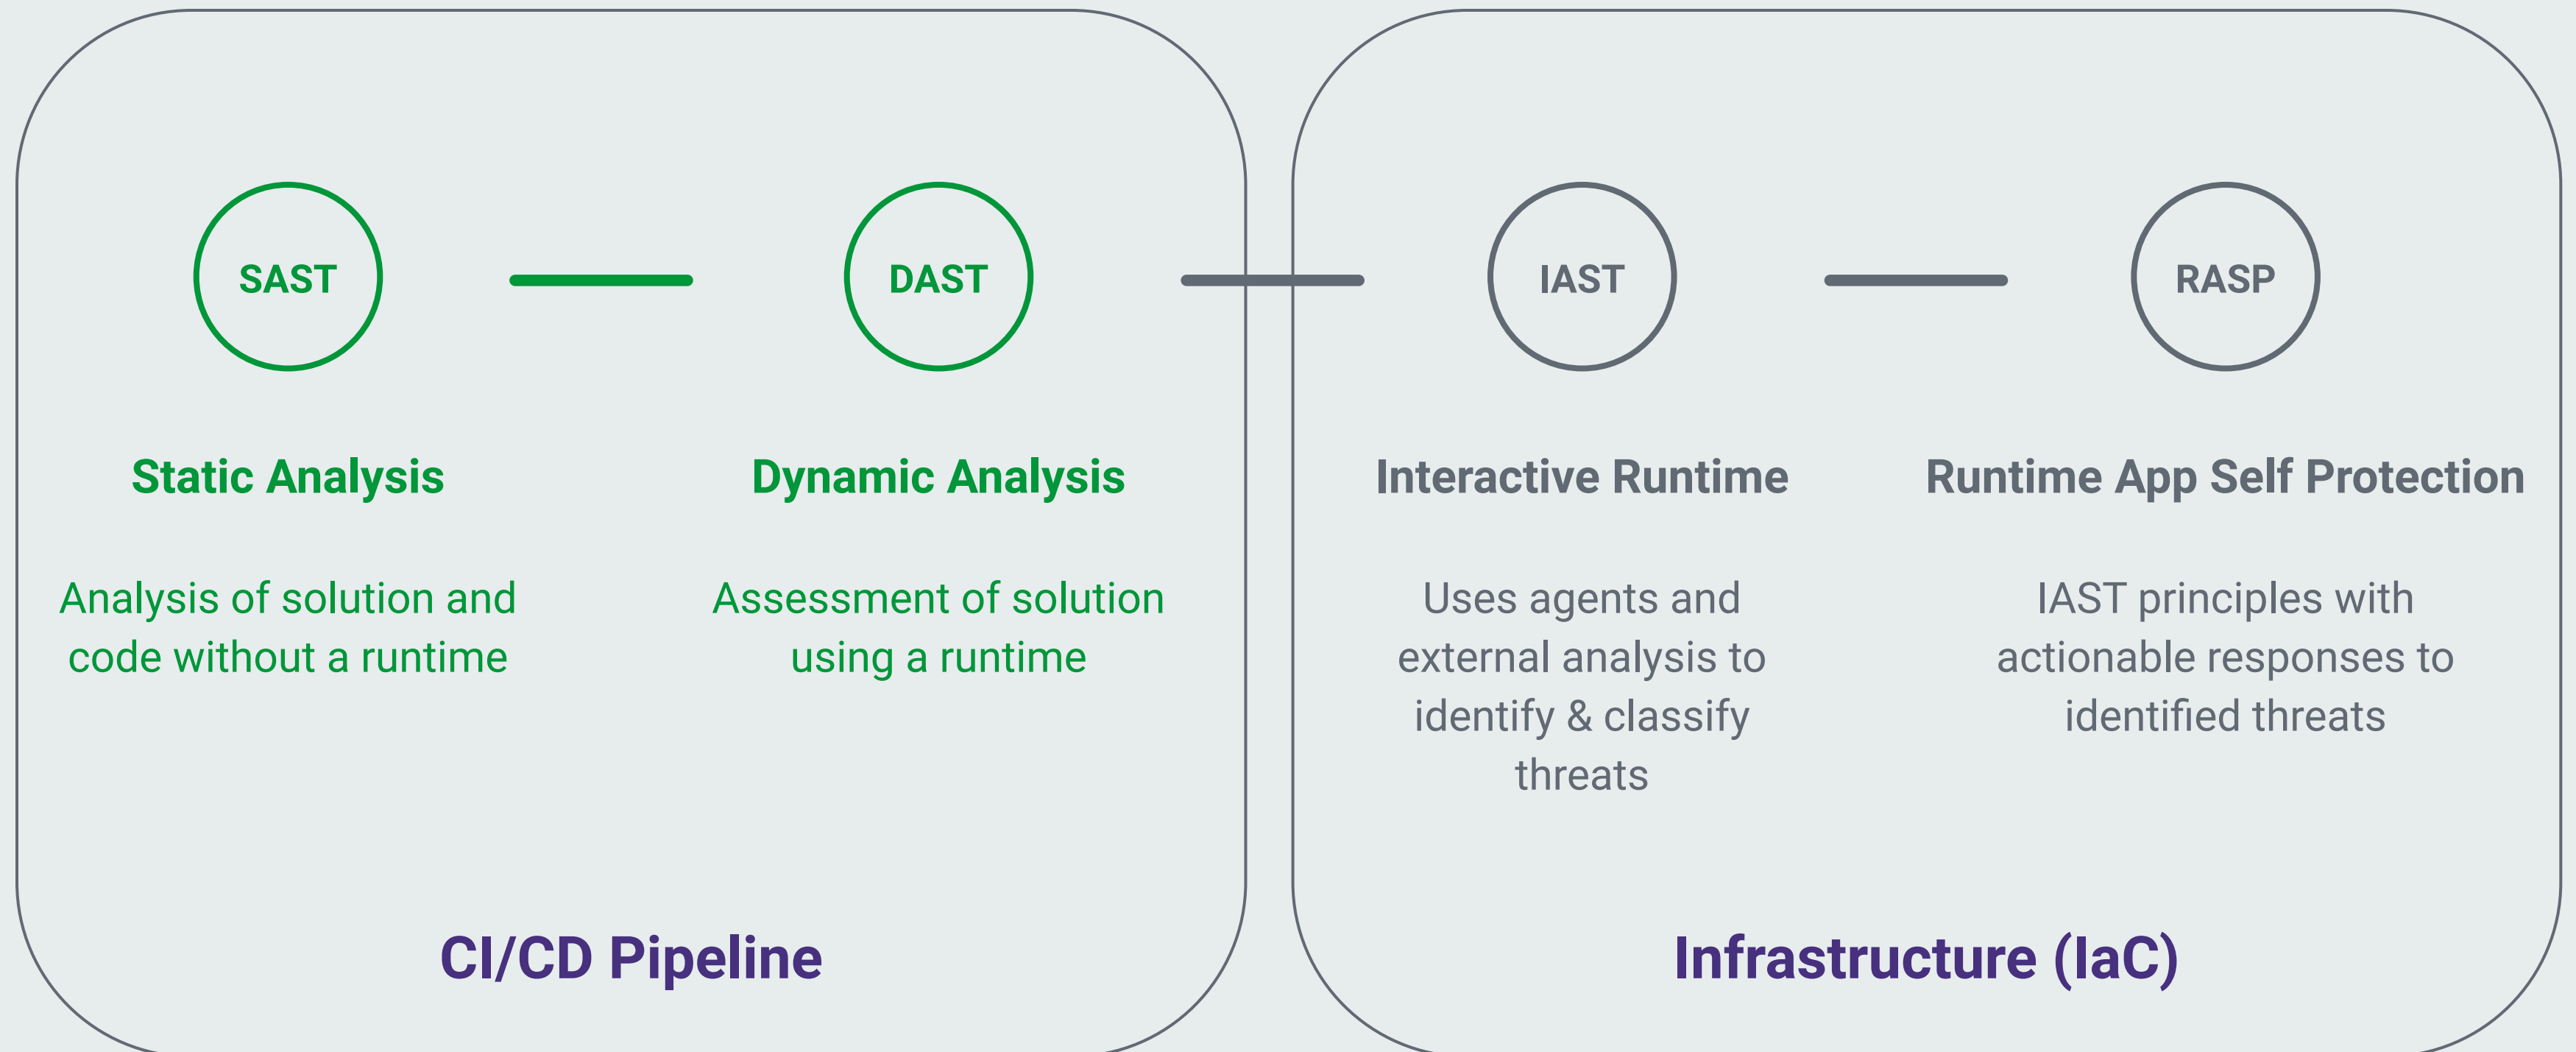 SAST
DAST
IAST
RASP
Static Analysis
Analysis of solution and
code without a runtime
Dynamic Analysis
Assessment of solution
using a runtime
Interactive Runtime
Uses agents and
external analysis to
identify & classify
threats
Runtime App Self Protection
IAST principles with
actionable responses to
identified threats
CI/CD Pipeline
Infrastructure (IaC)